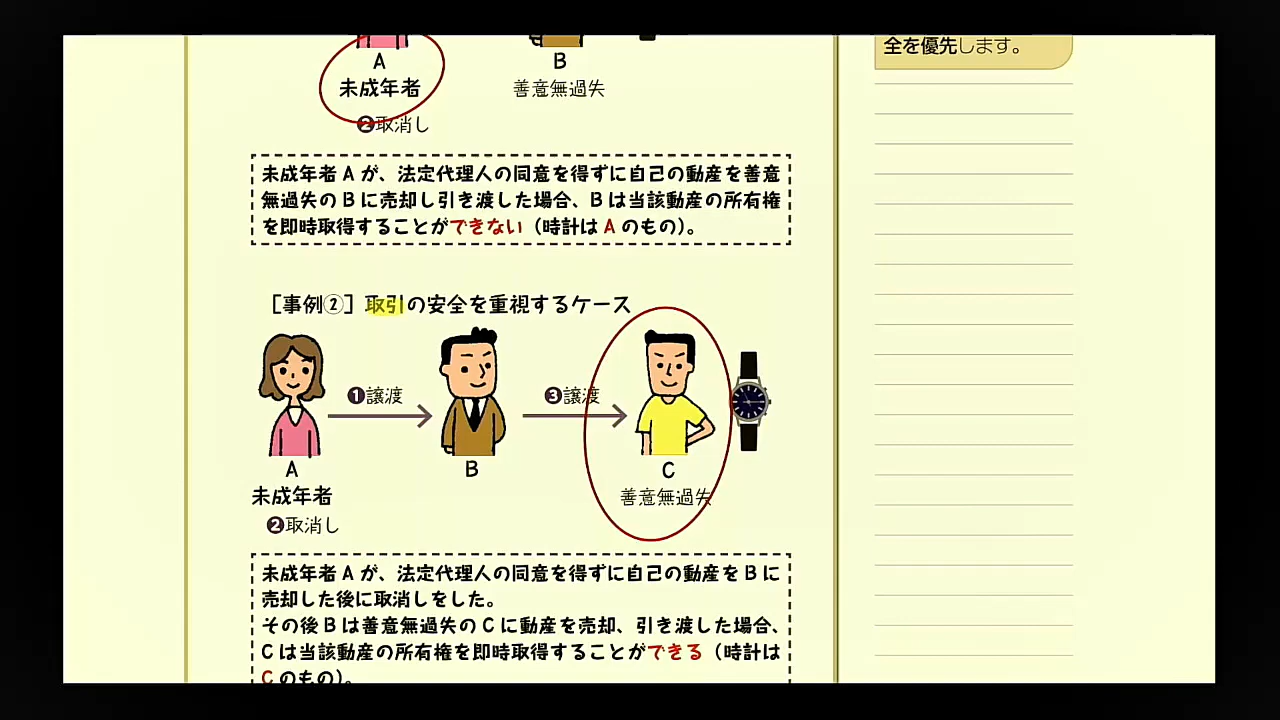 全を優先します。
A
B
未成年者
善意無過失
❷取消し
未成年者Aが、法定代理人の同意を得ずに自己の動産を善意
無過失のBに売却し引き渡した場合、Bは当該動産の所有権
を即時取得することができない（時計はAのもの）。
［事例②］取引の安全を重視するケース
❶譲渡
❸譲渡
A
B
C
未成年者
善意無過失
❷取消し
未成年者Aが、法定代理人の同意を得ずに自己の動産をBに
売却した後に取消しをした。
その後Bは善意無過失のCに動産を売却、引き渡した場合、
Cは当該動産の所有権を即時取得することができる（時計は
Cのもの）。